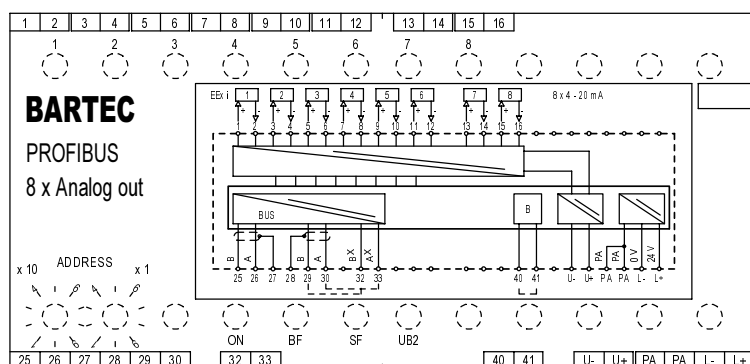 1 2 3 4 5 6 7 8 9 10 11 12 13 14 15 16
1 2 3 4 5 6 7 8
EEx i 1 2 3 4 5 6 7 8 8 x 4 - 20 mA
+ - + - + - + - + - + - + - + -
1 2 3 4 5 6 7 8 9 10 11 12 13 14 15 16
BARTEC
PROFIBUS
8 x Analog out
BUS B
B A B A BX AX PA PA 0 V 24 V
25 26 27 28 29 30 32 33 40 41 U- U+ PA PA L- L+
ADDRESS
x 10 x 1
ON BF SF UB2
25 26 27 28 29 30 32 33 40 41 U- U+ PA PA L- L+